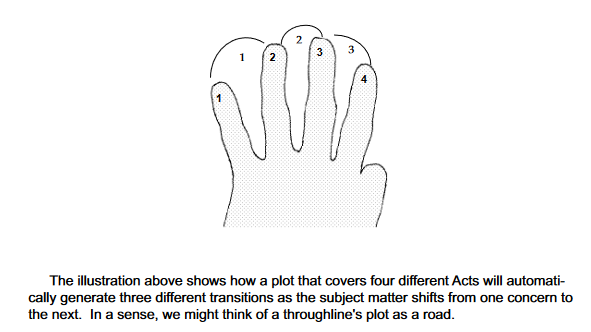 2
1
3
2
3
4
1
The illustration above shows how a plot that covers four different Acts will automati-
cally generate three different transitions as the subject matter shifts from one concern to
the next.  In a sense, we might think of a throughline's plot as a road.